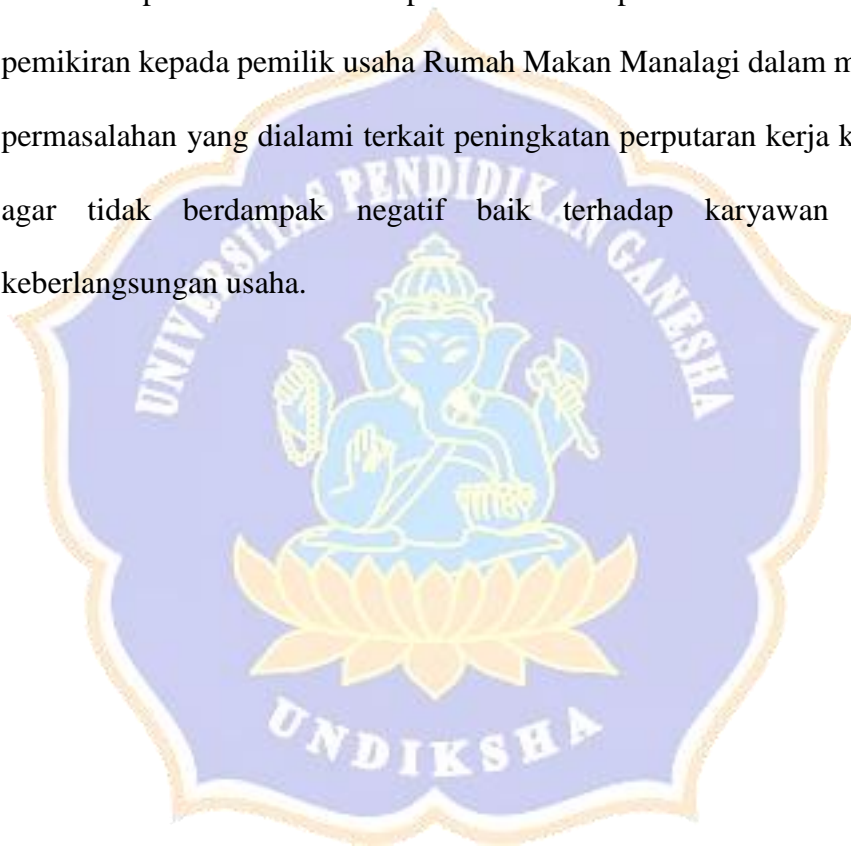 pemikiran kepada pemilik usaha Rumah Makan Manalagi dalam
permasalahan yang dialami terkait peningkatan perputaran kerja
agar tidak berdampak negatif baik terhadap karyawan
keberlangsungan usaha.
UNIVERSITAS PENDIDIKAN GANESHA
UNDIKSHA